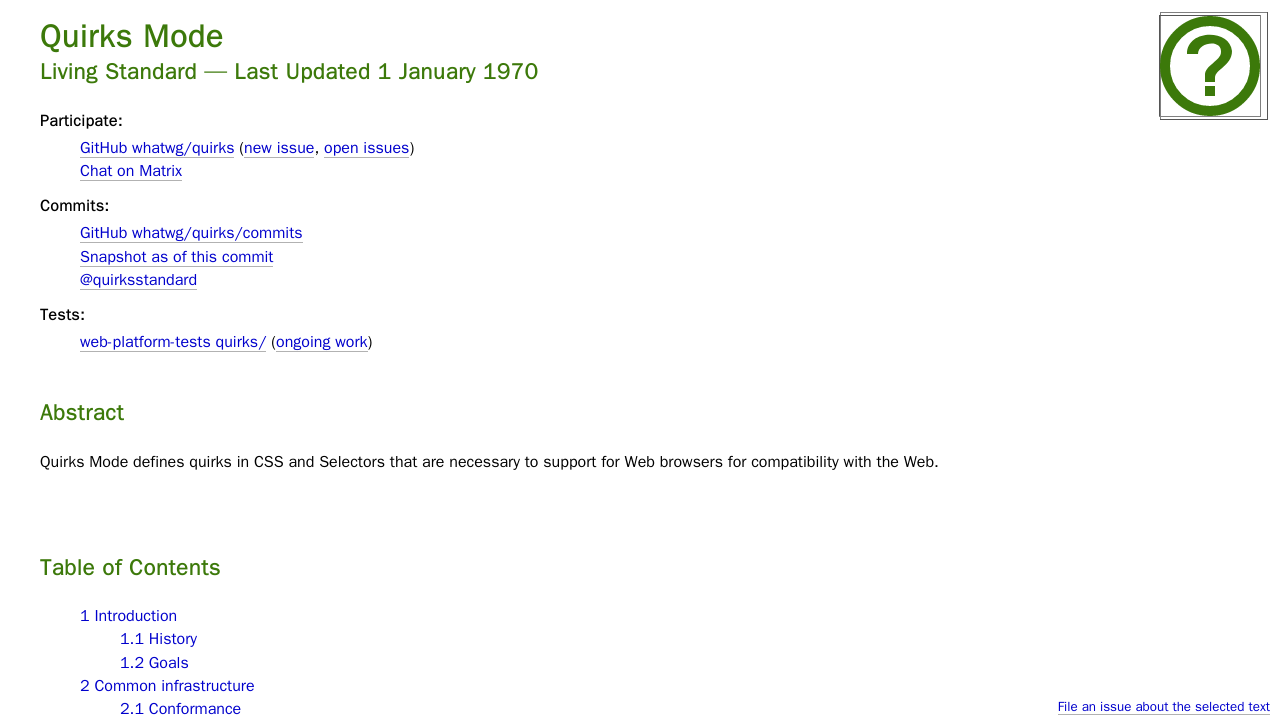 Quirks Mode
Living Standard — Last Updated 1 January 1970
Participate:
GitHub whatwg/quirks (new issue, open issues)
Chat on Matrix
Commits:
GitHub whatwg/quirks/commits
Snapshot as of this commit
@quirksstandard
Tests:
web-platform-tests quirks/ (ongoing work)
Abstract
Quirks Mode defines quirks in CSS and Selectors that are necessary to support for Web browsers for compatibility with the Web.
Table of Contents
1 Introduction
1.1 History
1.2 Goals
2 Common infrastructure
2.1 Conformance
File an issue about the selected text